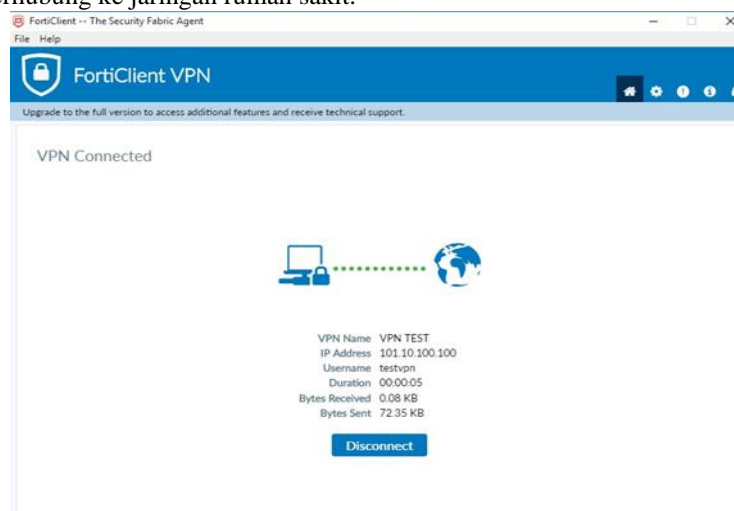 ke jaringan rumah sakit.
FortiClient -- The Security Fabric Agent
File Help
FortiClient VPN
Upgrade to the full version to access additional features and receive technical support.
VPN Connected
VPN Name VPN TEST
IP Address 101.10.100.100
Username testvpn
Duration 00:00:05
Bytes Received 0.08 KB
Bytes Sent 72.35 KB
Disconnect